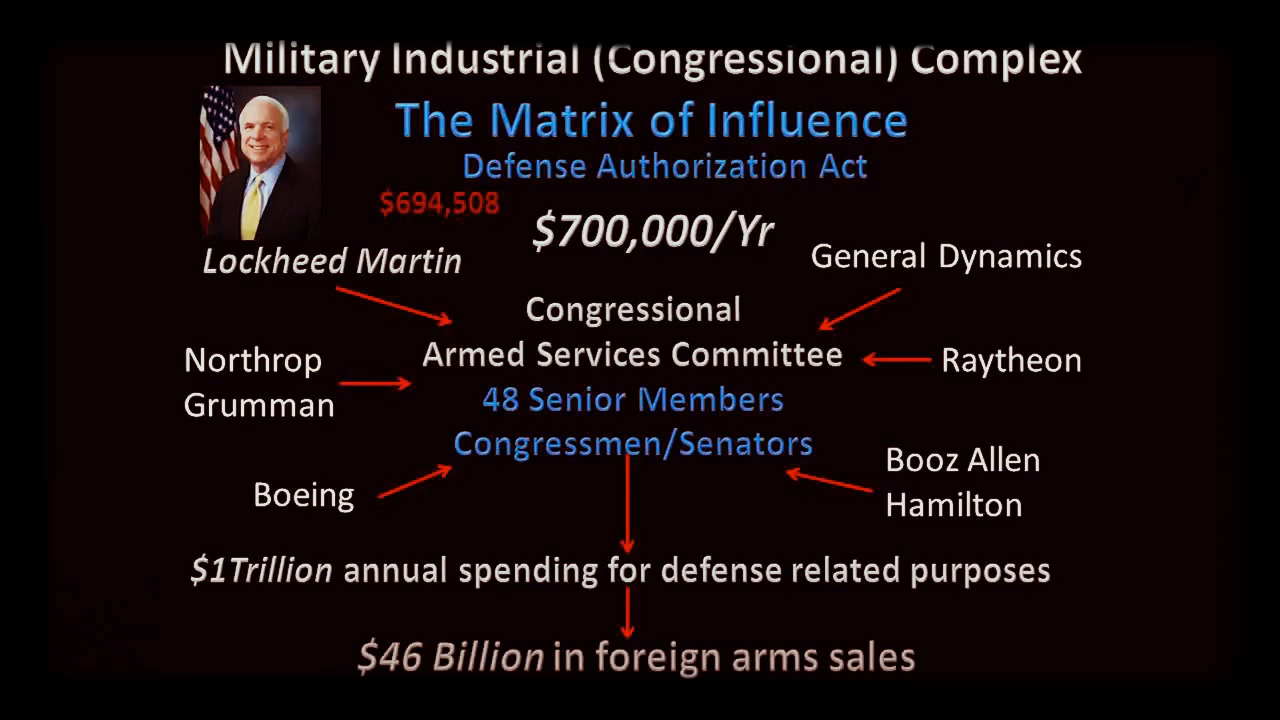 Military Industrial (Congressional) Complex
The Matrix of Influence
Defense Authorization Act
$694,508
$700,000/Yr
Lockheed Martin
General Dynamics
Congressional
Armed Services Committee
Northrop
Grumman
Raytheon
48 Senior Members
Congressmen/Senators
Boeing
Booz Allen
Hamilton
$1Trillion annual spending for defense related purposes
$46 Billion in foreign arms sales